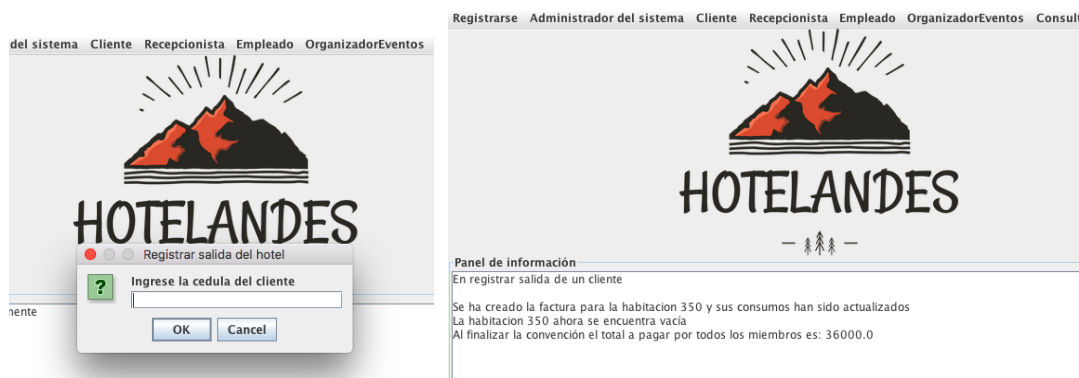 del sistema Cliente Recepcionista Empleado OrganizadorEventos
HOTELANDES
Registrar salida del hotel
?
Ingrese la cedula del cliente
OK Cancel
nente
Registrarse Administrador del sistema Cliente Recepcionista Empleado OrganizadorEventos Consult
HOTELANDES
Panel de información
En registrar salida de un cliente
Se ha creado la factura para la habitacion 350 y sus consumos han sido actualizados
La habitacion 350 ahora se encuentra vacía
Al finalizar la convención el total a pagar por todos los miembros es: 36000.0